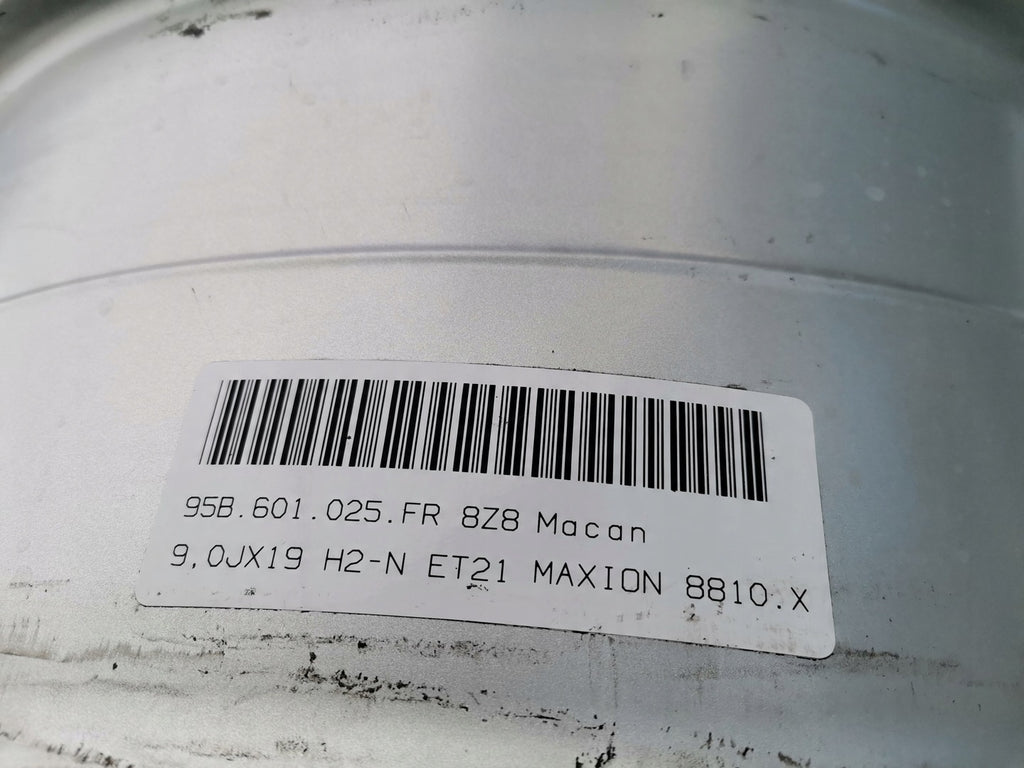 95B.601.025.FR 8Z8 Macan
9,0JX19 H2-N ET21 MAXION 8810.X